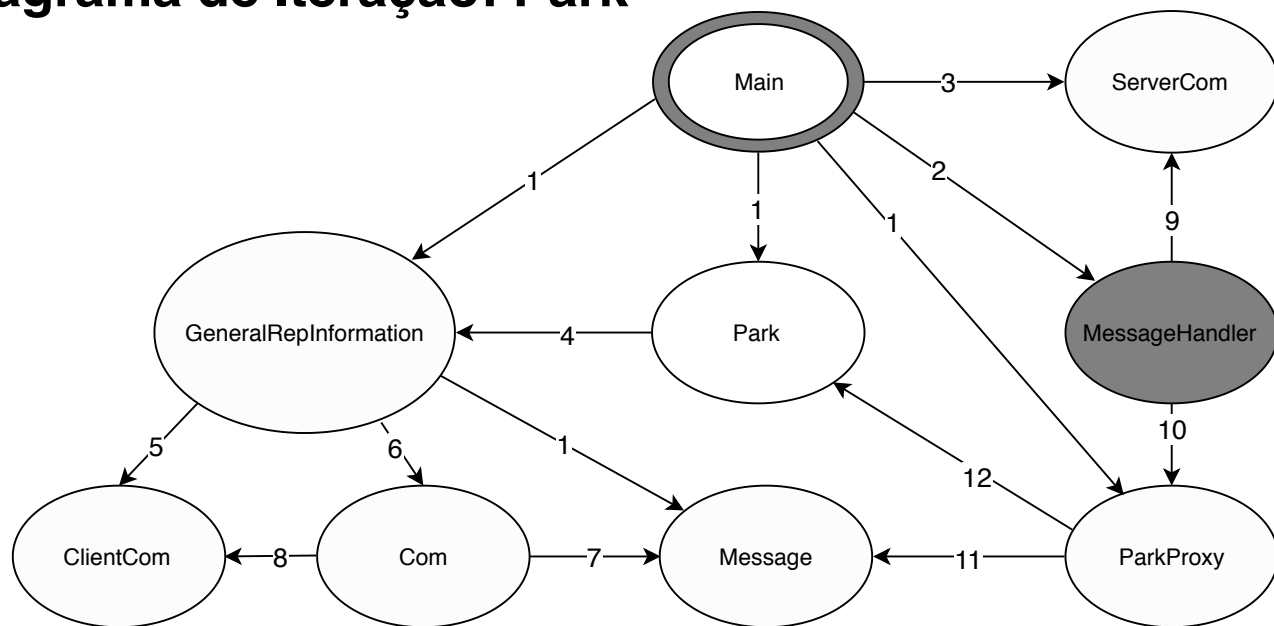 agrama de Iteração: Park
Main
3
ServerCom
1
2
1
1
9
GeneralRepInformation
4
Park
MessageHandler
5
6
1
12
10
ClientCom
8
Com
7
Message
11
ParkProxy